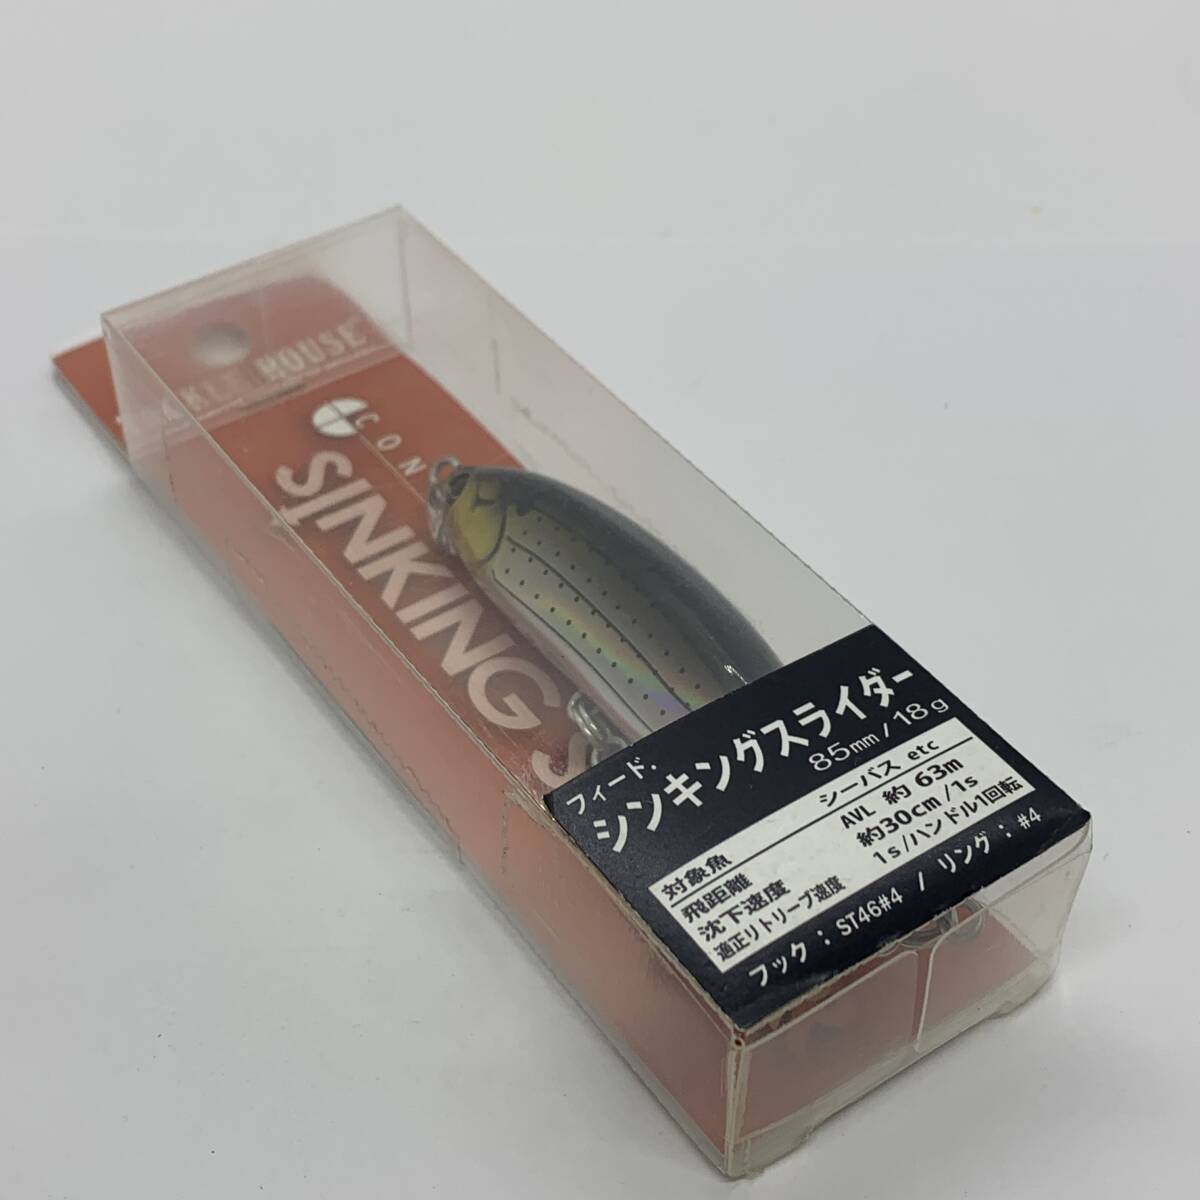 HOUSE
CON
SINKING
フィード.
シンキングスライダー
85mm/18g
対象魚 シーバス etc
飛距離 AVL 約 63m
沈下速度 約30cm/1s
適正リトリーブ速度 1s/ハンドル1回転
フック : ST46#4 / リング : #4